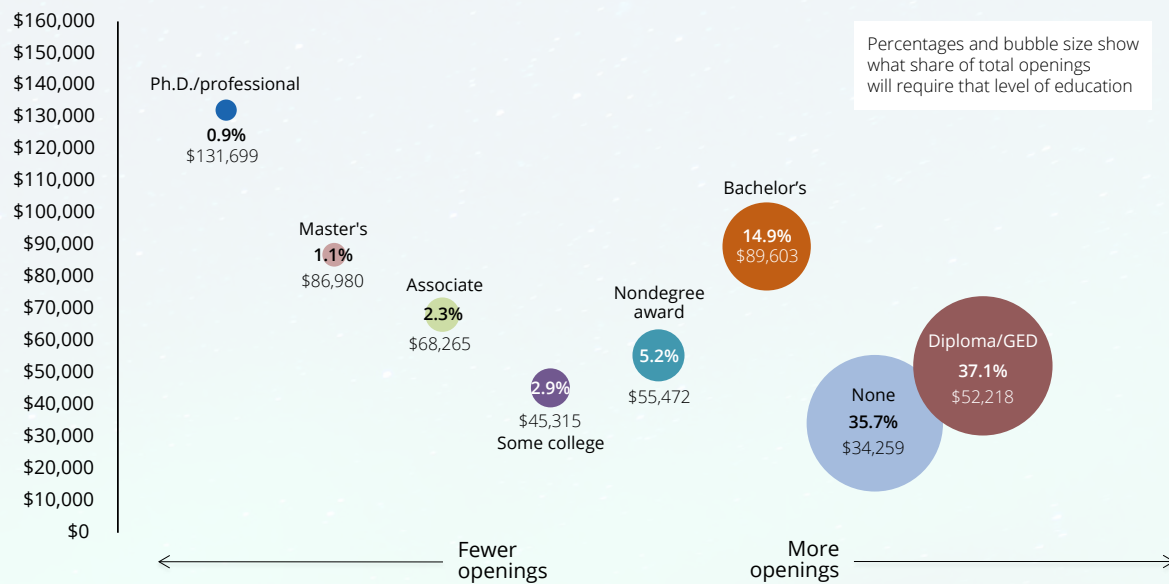 $160,000
$150,000
$140,000
$130,000
$120,000
$110,000
$100,000
$90,000
$80,000
$70,000
$60,000
$50,000
$40,000
$30,000
$20,000
$10,000
$0
Percentages and bubble size show
what share of total openings
will require that level of education
Ph.D./professional
0.9%
$131,699
Master's
1.1%
$86,980
Associate
2.3%
$68,265
2.9%
$45,315
Some college
Nondegree
award
5.2%
$55,472
Bachelor’s
14.9%
$89,603
None
35.7%
$34,259
Diploma/GED
37.1%
$52,218
Fewer
openings
More
openings